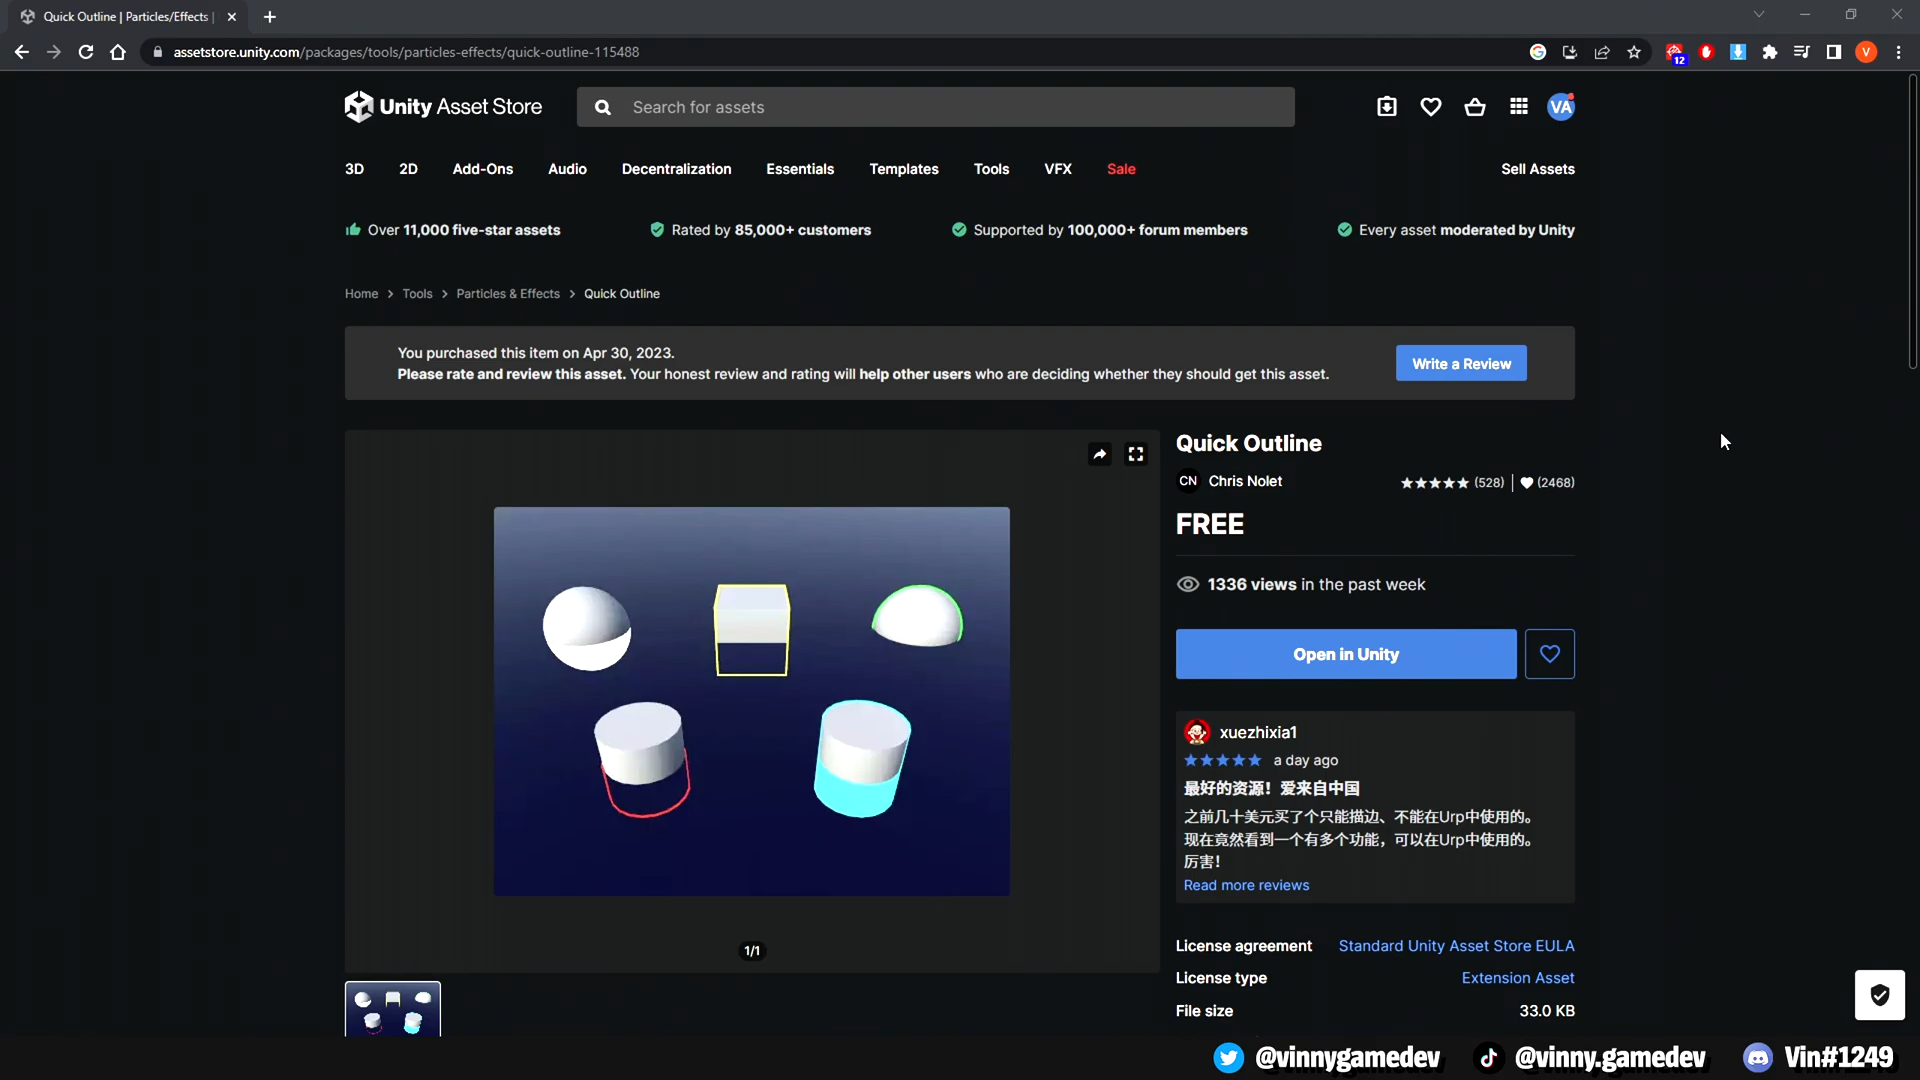 Quick Outline | Particles/Effects |
assetstore.unity.com/packages/tools/particles-effects/quick-outline-115488
12
V
Unity Asset Store
Search for assets
VA
3D
2D
Add-Ons
Audio
Decentralization
Essentials
Templates
Tools
VFX
Sale
Sell Assets
Over 11,000 five-star assets
Rated by 85,000+ customers
Supported by 100,000+ forum members
Every asset moderated by Unity
Home > Tools > Particles & Effects > Quick Outline
You purchased this item on Apr 30, 2023.
Please rate and review this asset. Your honest review and rating will help other users who are deciding whether they should get this asset.
Write a Review
Quick Outline
CN Chris Nolet
(528) | (2468)
FREE
1336 views in the past week
Open in Unity
xuezhixia1
a day ago
最好的资源！爱来自中国
之前几十美元买了个只能描边、不能在Urp中使用的。
现在竟然看到一个有多个功能，可以在Urp中使用的。
厉害！
Read more reviews
1/1
License agreement Standard Unity Asset Store EULA
License type Extension Asset
File size 33.0 KB
@vinnygamedev @vinny.gamedev Vin#1249